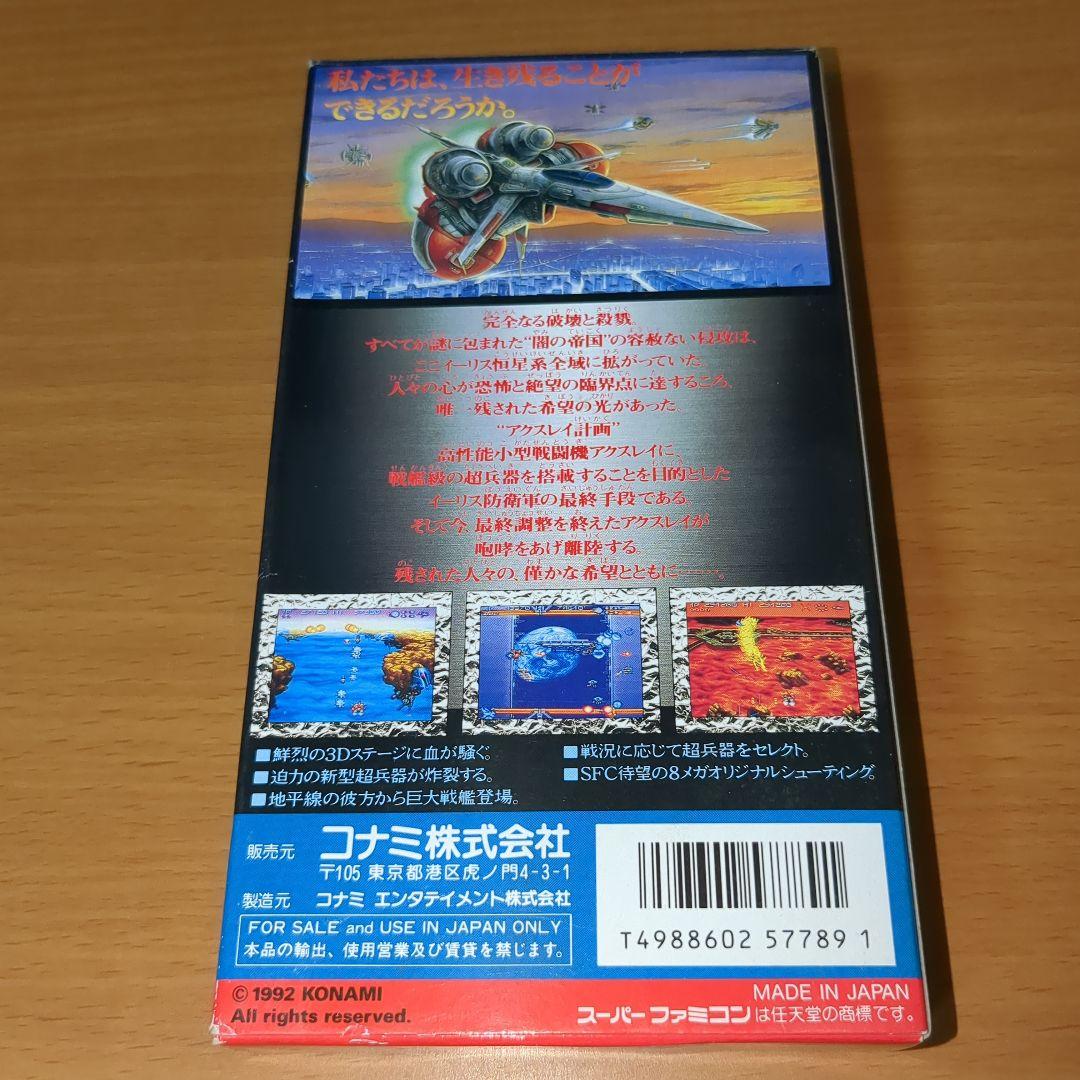 私たちは、生き残ることが
できるだろうか。
完全なる破壊と殺戮。
すべてが謎に包まれた“闇の帝国”の容赦ない侵攻は、
ここイーリス恒星系全域に拡がっていた。
人々の心が恐怖と絶望の臨界点に達するころ、
唯一残された希望の光があった。
“アクスレイ計画”
高性能小型戦闘機アクスレイに、
戦艦級の超兵器を搭載することを目的とした
イーリス防衛軍の最終手段である。
そして今、最終調整を終えたアクスレイが
咆哮をあげ離陸する。
残された人々の、僅かな希望とともに……。
■鮮烈の3Dステージに血が騒ぐ。
■迫力の新型超兵器が炸裂する。
■地平線の彼方から巨大戦艦登場。
■戦況に応じて超兵器をセレクト。
■SFC待望の8メガオリジナルシューティング。
販売元 コナミ株式会社
〒105 東京都港区虎ノ門4-3-1
製造元 コナミ エンタテイメント株式会社
FOR SALE and USE IN JAPAN ONLY
本品の輸出、使用営業及び賃貸を禁じます。
T4988602 57789 1
© 1992 KONAMI
All rights reserved.
MADE IN JAPAN
スーパーファミコンは任天堂の商標です。